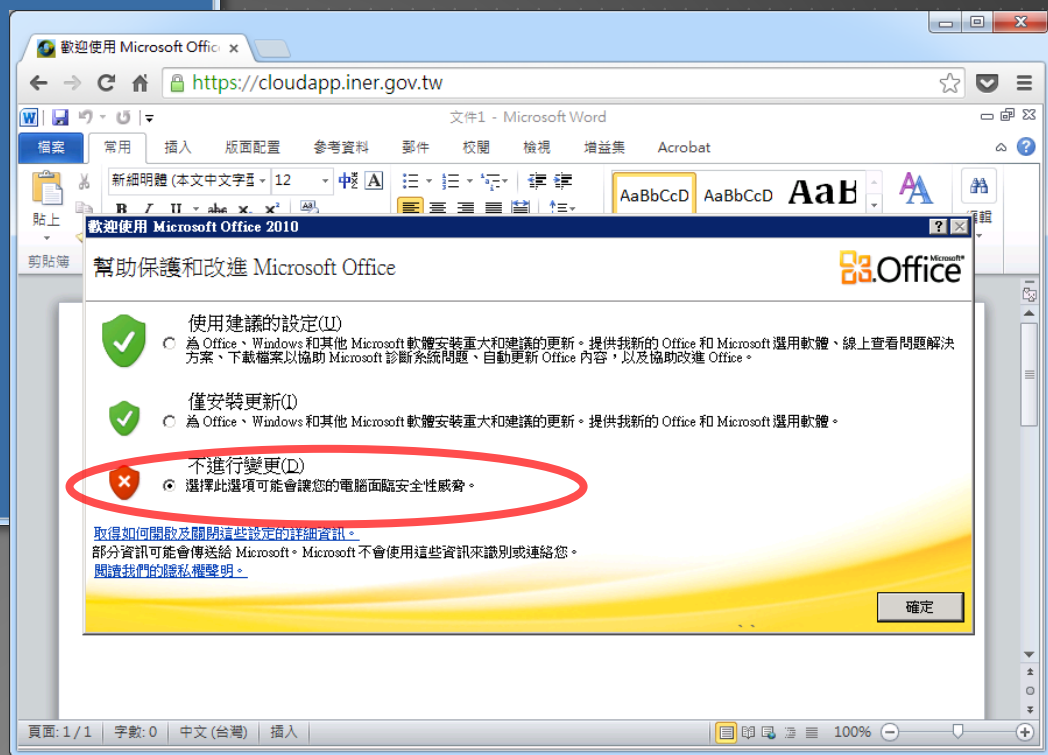 歡迎使用 Microsoft Offic
https://cloudapp.iner.gov.tw
文件1 - Microsoft Word
檔案 常用 插入 版面配置 參考資料 郵件 校閱 檢視 增益集 Acrobat
新細明體 (本文中文字 12
AaBbCcD AaBbCcD
貼上
剪貼簿
歡迎使用 Microsoft Office 2010
幫助保護和改進 Microsoft Office
Microsoft
Office
使用建議的設定(U)
為 Office、Windows 和其他 Microsoft 軟體安裝重大和建議的更新。提供我新的 Office 和 Microsoft 選用軟體、線上查看問題解決
方案、下載檔案以協助 Microsoft 診斷系統問題、自動更新 Office 內容，以及協助改進 Office。
僅安裝更新(I)
為 Office、Windows 和其他 Microsoft 軟體安裝重大和建議的更新。提供我新的 Office 和 Microsoft 選用軟體。
不進行變更(D)
選擇此選項可能會讓您的電腦面臨安全性威脅。
取得如何開啟及關閉這些設定的詳細資訊。
部分資訊可能會傳送給 Microsoft。Microsoft 不會使用這些資訊來識別或連絡您。
閱讀我們的隱私權聲明。
確定
頁面: 1 / 1 字數: 0 中文 (台灣) 插入 100%